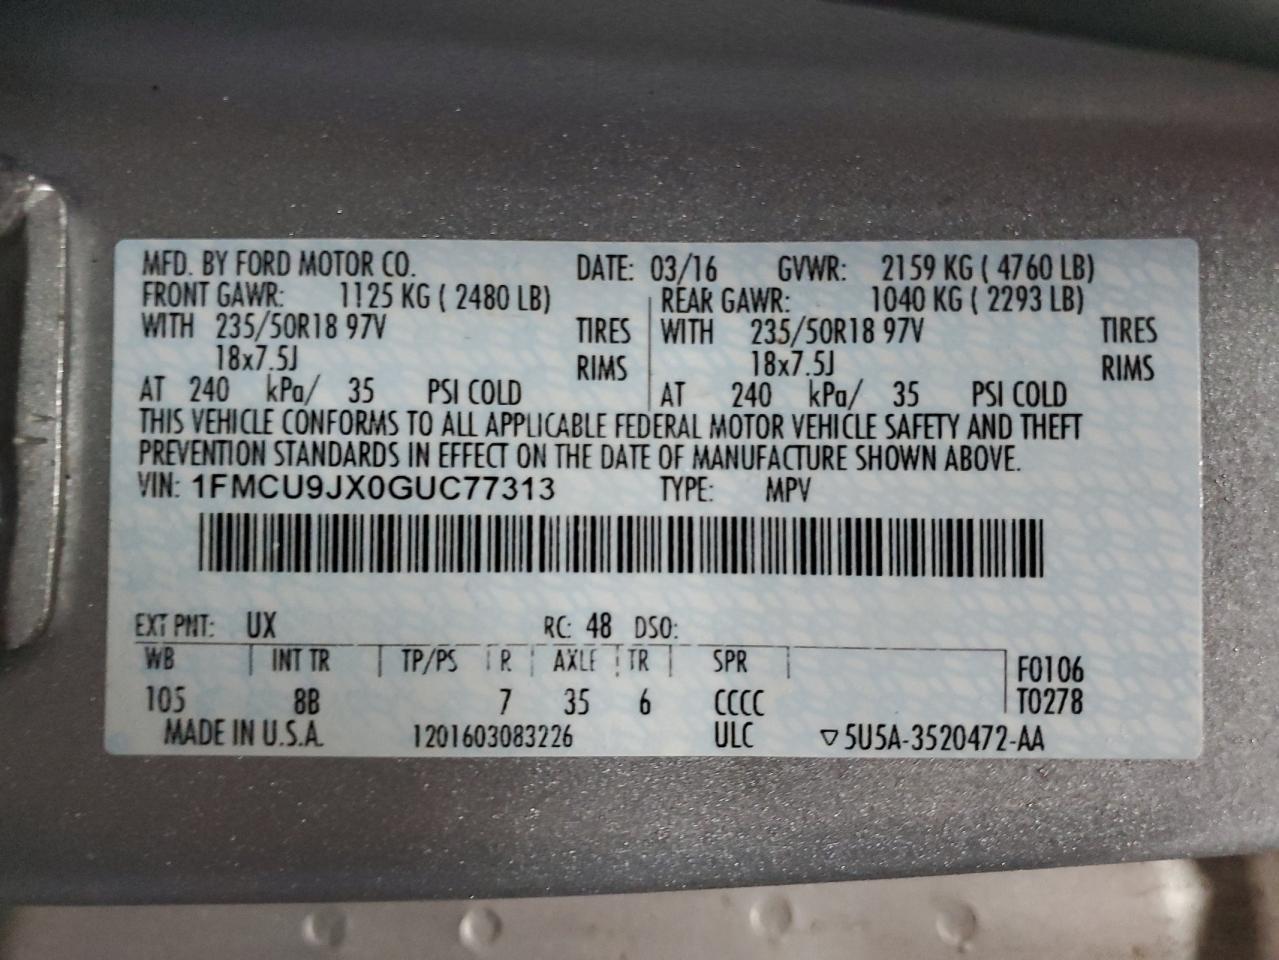 MFD. BY FORD MOTOR CO. DATE: 03/16 GVWR: 2159 KG ( 4760 LB)
FRONT GAWR: 1125 KG ( 2480 LB) REAR GAWR: 1040 KG ( 2293 LB)
WITH 235/50R18 97V TIRES WITH 235/50R18 97V TIRES
18x7.5J RIMS 18x7.5J RIMS
AT 240 kPa/ 35 PSI COLD AT 240 kPa/ 35 PSI COLD
THIS VEHICLE CONFORMS TO ALL APPLICABLE FEDERAL MOTOR VEHICLE SAFETY AND THEFT
PREVENTION STANDARDS IN EFFECT ON THE DATE OF MANUFACTURE SHOWN ABOVE.
VIN: 1FMCU9JX0GUC77313 TYPE: MPV
EXT PNT: UX RC: 48 DSO:
WB INT TR TP/PS R AXLE TR SPR F0106
105 8B 7 35 6 CCCC T0278
MADE IN U.S.A. 1201603083226 ULC ▽5U5A-3520472-AA